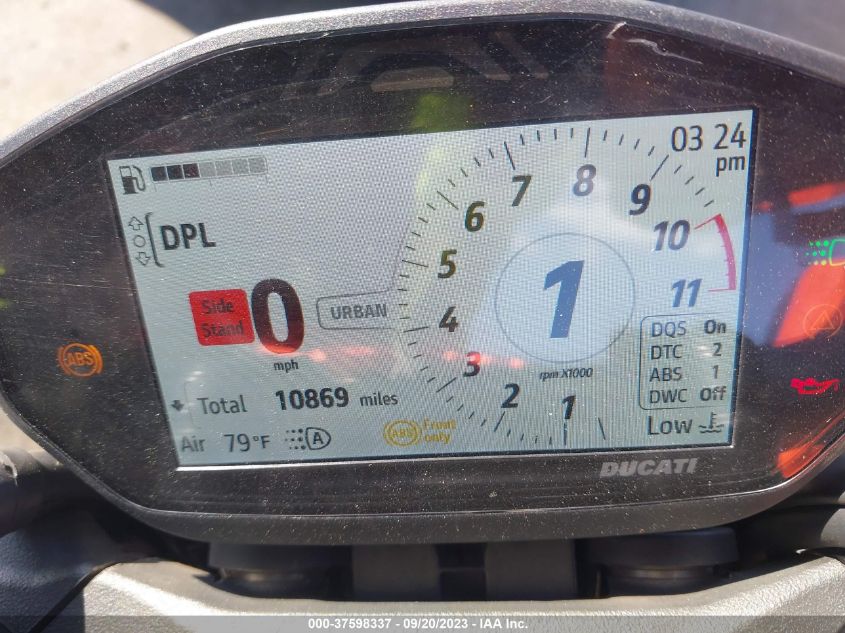 03 24
pm
DPL
Side
Stand
0
mph
URBAN
1
rpm X1000
1
2
3
4
5
6
7
8
9
10
11
DQS On
DTC 2
ABS 1
DWC Off
Low
Total 10869 miles
Air 79°F
A
ABS
Front
only
ABS
DUCATI
000-37598337 - 09/20/2023 - IAA Inc.